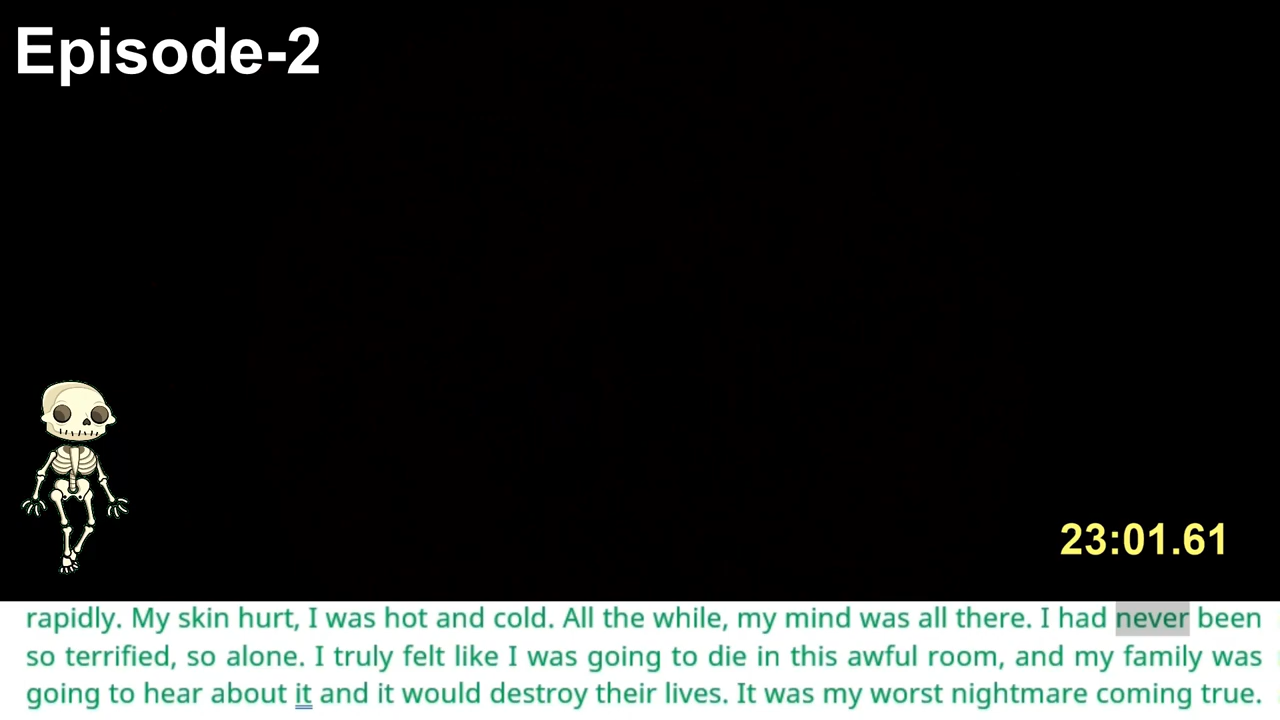 Episode-2
23:01.61
rapidly. My skin hurt, I was hot and cold. All the while, my mind was all there. I had never been
so terrified, so alone. I truly felt like I was going to die in this awful room, and my family was
going to hear about it and it would destroy their lives. It was my worst nightmare coming true.